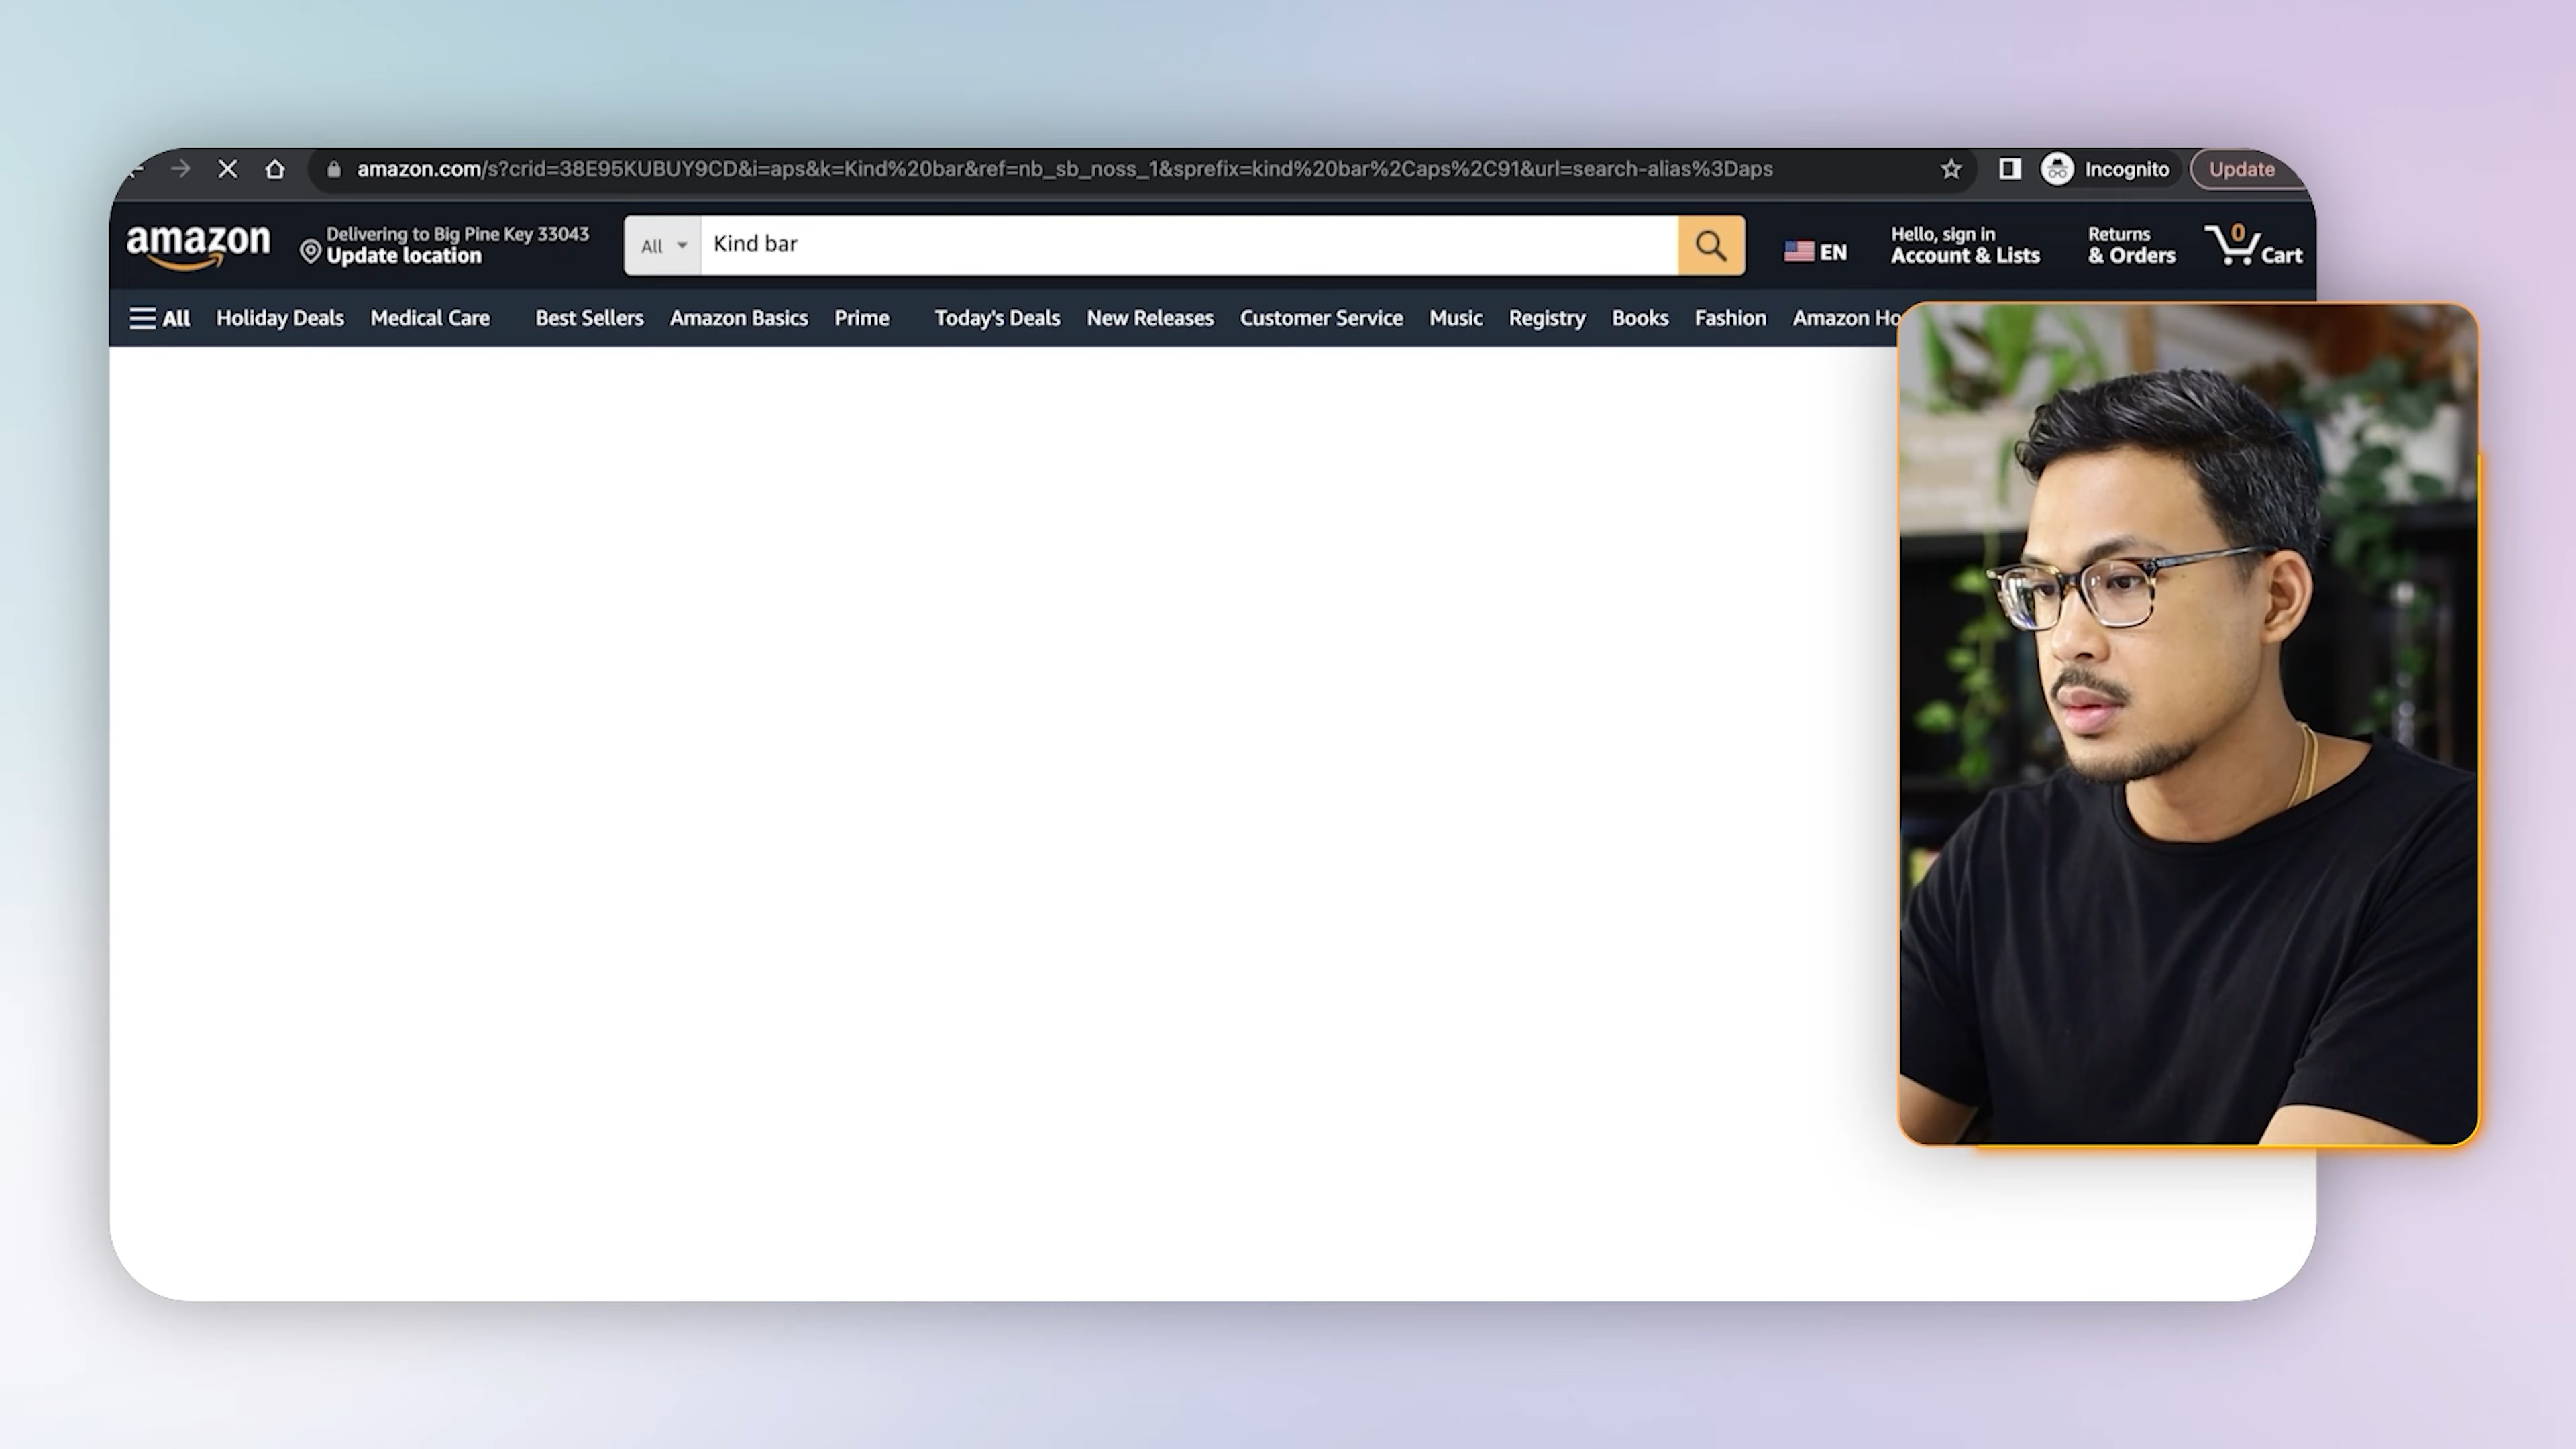 amazon.com/s?crid=38E95KUBUY9CD&i=aps&k=Kind%20bar&ref=nb_sb_noss_1&sprefix=kind%20bar%2Caps%2C91&url=search-alias%3Daps
Incognito
Update
amazon
Delivering to Big Pine Key 33043
Update location
All
Kind bar
EN
Hello, sign in
Account & Lists
Returns
& Orders
0
Cart
All
Holiday Deals
Medical Care
Best Sellers
Amazon Basics
Prime
Today's Deals
New Releases
Customer Service
Music
Registry
Books
Fashion
Amazon Ho